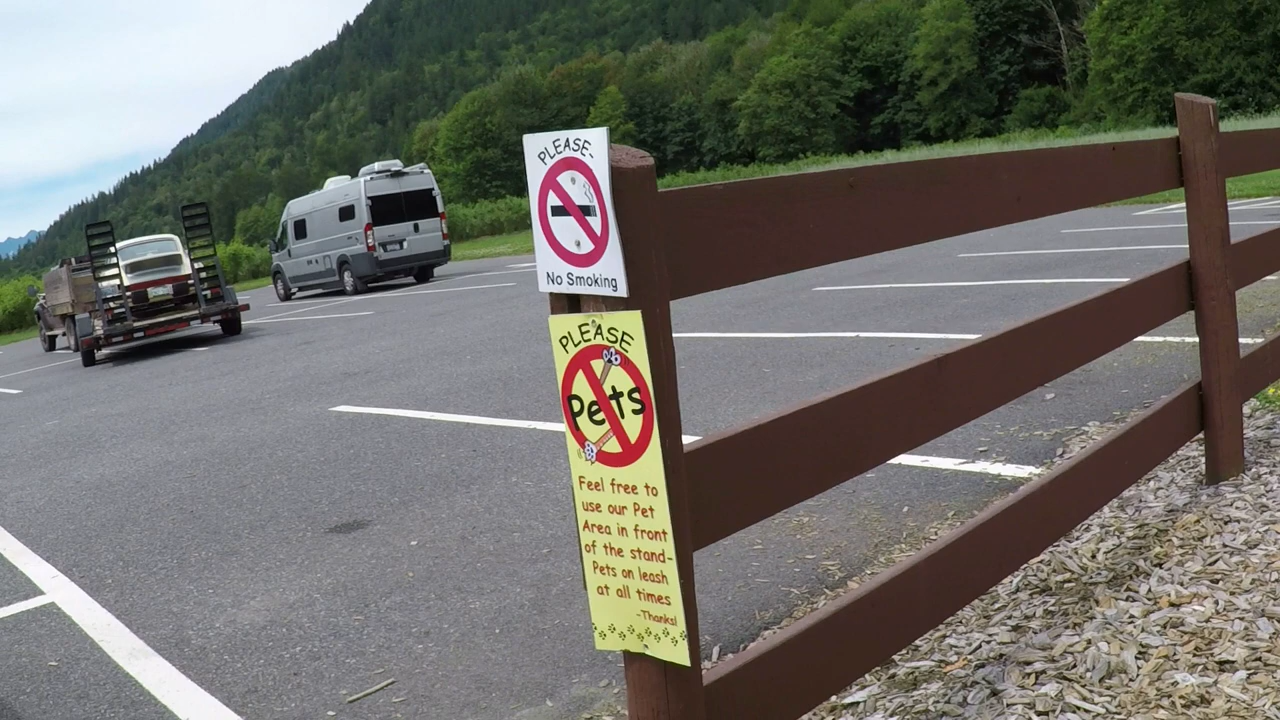 PLEASE-
No Smoking
PLEASE
Pets
Feel free to
use our Pet
Area in front
of the stand-
Pets on leash
at all times
-Thanks!